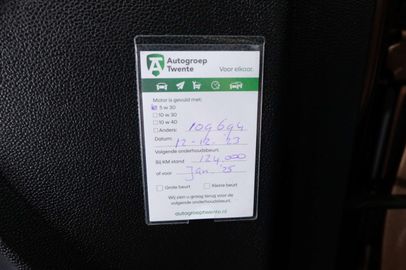 Autogroep
Twente
Voor elkaar.
Motor is gevuld met:
5 w 30
10 w 30
10 w 40
Anders: 109694
Datum: 12-12-23
Volgende onderhoudsbeurt.
Bij KM stand 124.000
of voor Jan '25
Grote beurt Kleine beurt
Wij zien u graag terug voor de
volgende onderhoudsbeurt.
autogroeptwente.nl